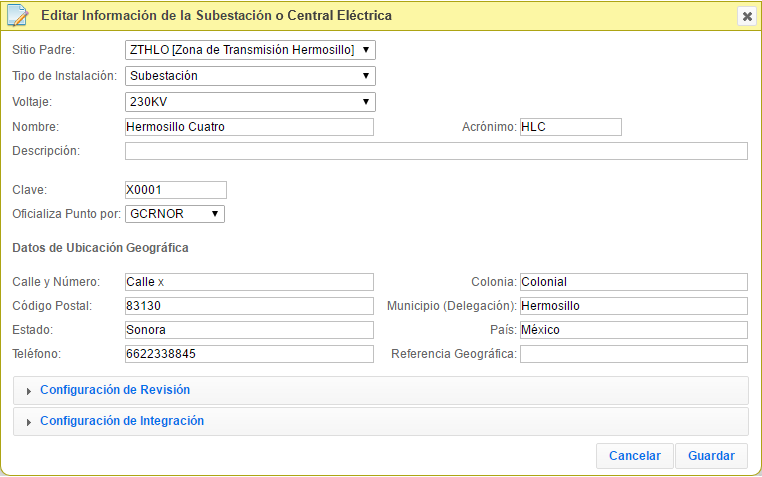 Editar Información de la Subestación o Central Eléctrica
Sitio Padre: ZTHLO [Zona de Transmisión Hermosillo]
Tipo de Instalación: Subestación
Voltaje: 230KV
Nombre: Hermosillo Cuatro Acrónimo: HLC
Descripción:
Clave: X0001
Oficializa Punto por: GCRNOR
Datos de Ubicación Geográfica
Calle y Número: Calle x Colonia: Colonial
Código Postal: 83130 Municipio (Delegación): Hermosillo
Estado: Sonora País: México
Teléfono: 6622338845 Referencia Geográfica:
Configuración de Revisión
Configuración de Integración
Cancelar Guardar